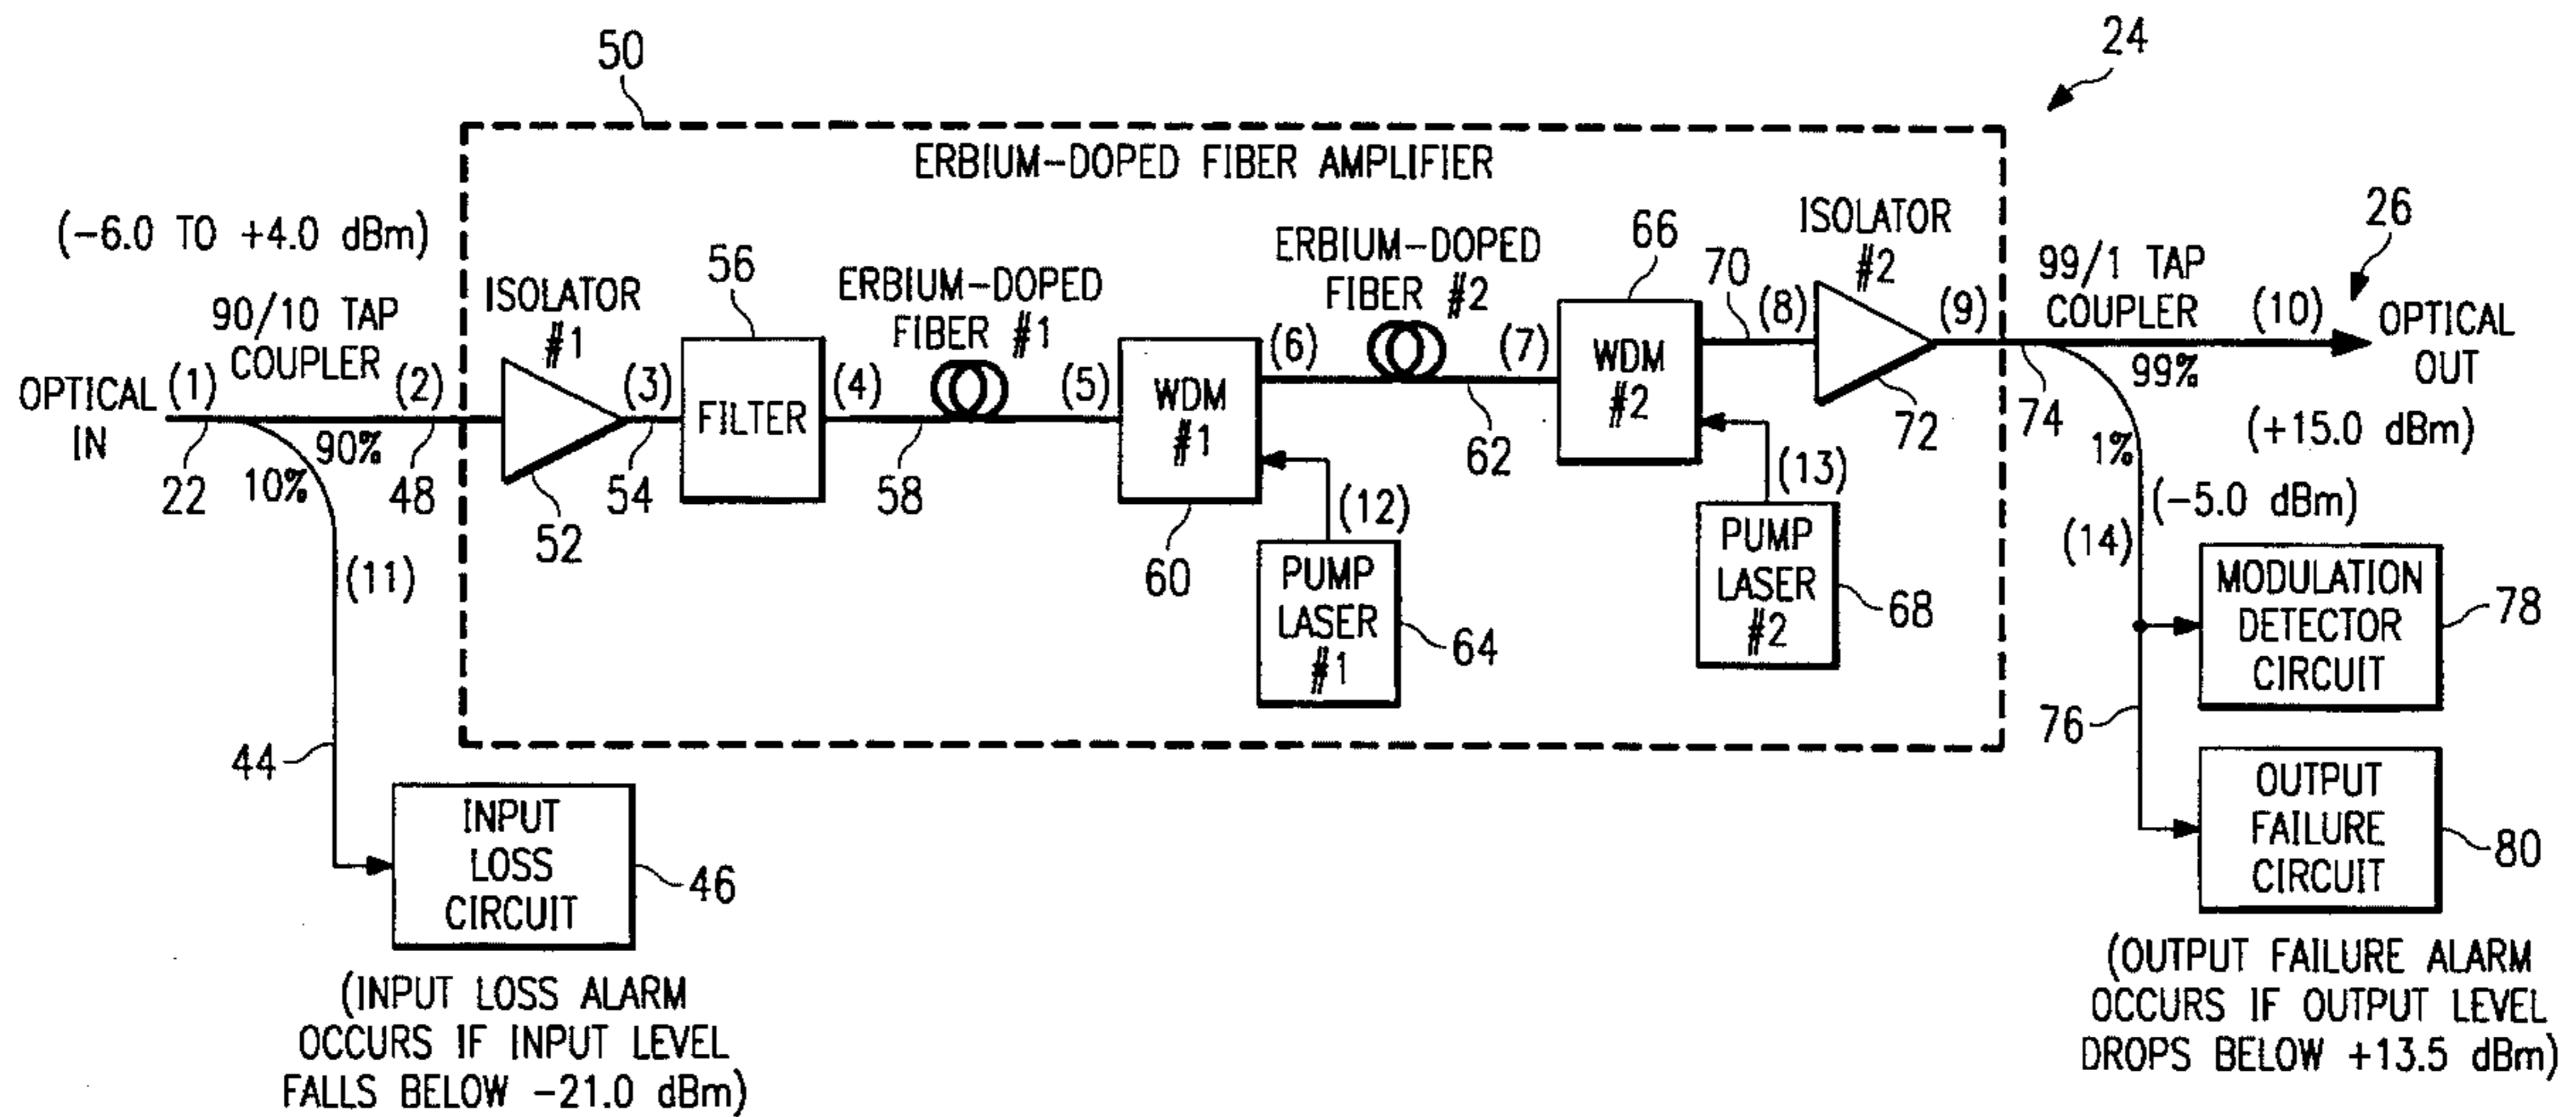 50
24
ERBIUM-DOPED FIBER AMPLIFIER
(-6.0 TO +4.0 dBm)
90/10 TAP
COUPLER
OPTICAL
IN
(1)
22
10%
90%
(2)
48
(11)
44
INPUT
LOSS
CIRCUIT
46
(INPUT LOSS ALARM
OCCURS IF INPUT LEVEL
FALLS BELOW -21.0 dBm)
ISOLATOR
#1
52
(3)
54
56
FILTER
(4)
ERBIUM-DOPED
FIBER #1
58
(5)
WDM
#1
60
(12)
PUMP
LASER
#1
64
(6)
ERBIUM-DOPED
FIBER #2
62
(7)
66
WDM
#2
(13)
PUMP
LASER
#2
68
70
(8)
ISOLATOR
#2
72
(9)
74
99/1 TAP
COUPLER
99%
(10)
26
OPTICAL
OUT
(+15.0 dBm)
1%
(-5.0 dBm)
(14)
MODULATION
DETECTOR
CIRCUIT
78
76
OUTPUT
FAILURE
CIRCUIT
80
(OUTPUT FAILURE ALARM
OCCURS IF OUTPUT LEVEL
DROPS BELOW +13.5 dBm)